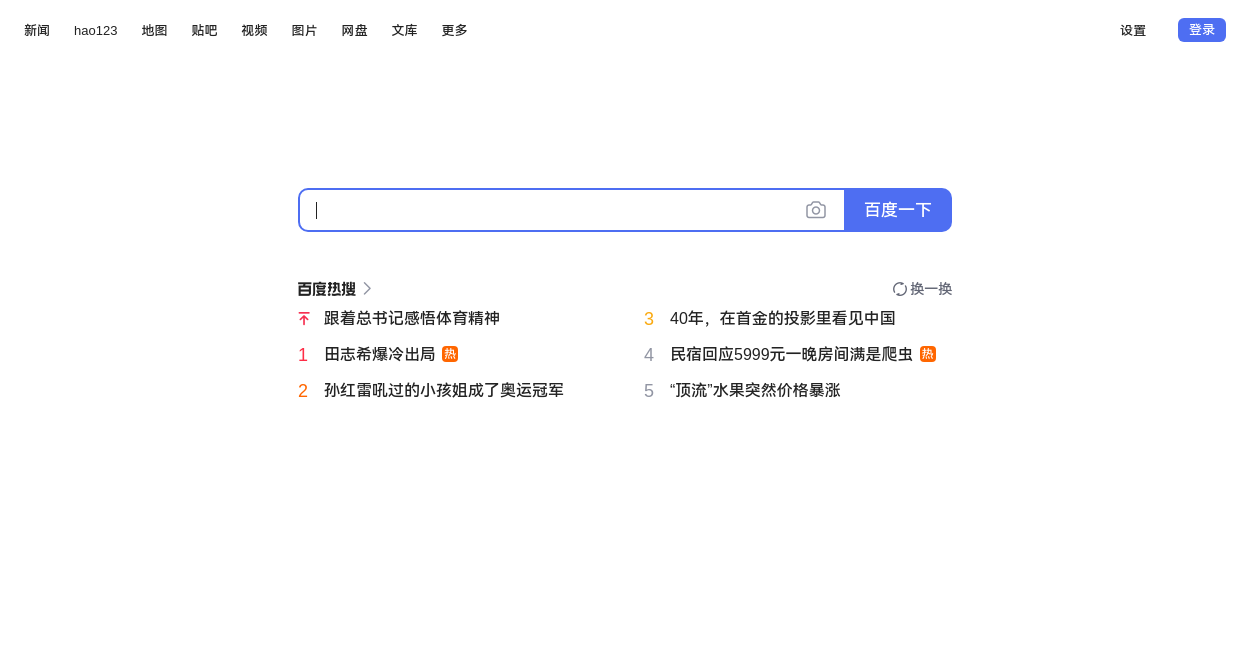 新闻 hao123 地图 贴吧 视频 图片 网盘 文库 更多 设置 登录
百度一下
百度热搜 换一换
跟着总书记感悟体育精神
1 田志希爆冷出局 热
2 孙红雷吼过的小孩姐成了奥运冠军
3 40年，在首金的投影里看见中国
4 民宿回应5999元一晚房间满是爬虫 热
5 “顶流”水果突然价格暴涨